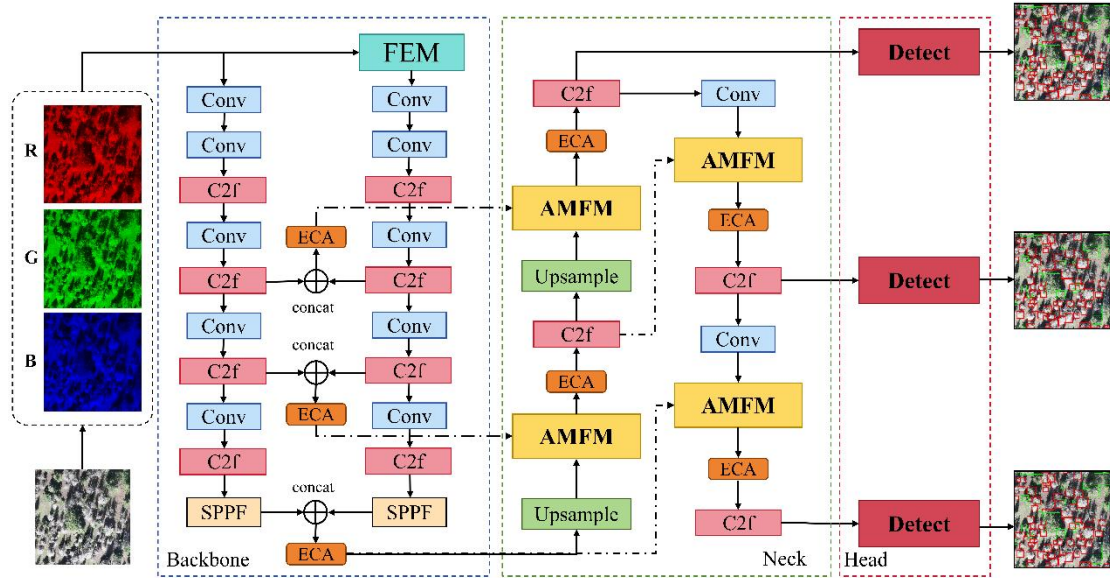 R
G
B
FEM
Conv
Conv
Conv
Conv
C2f
C2f
Conv
ECA
Conv
C2f
concat
C2f
Conv
Conv
concat
C2f
C2f
Conv
ECA
Conv
C2f
C2f
concat
SPPF
SPPF
ECA
Backbone
C2f
ECA
AMFM
Upsample
C2f
ECA
AMFM
Upsample
Conv
AMFM
ECA
C2f
Conv
AMFM
ECA
C2f
Neck
Detect
Detect
Detect
Head